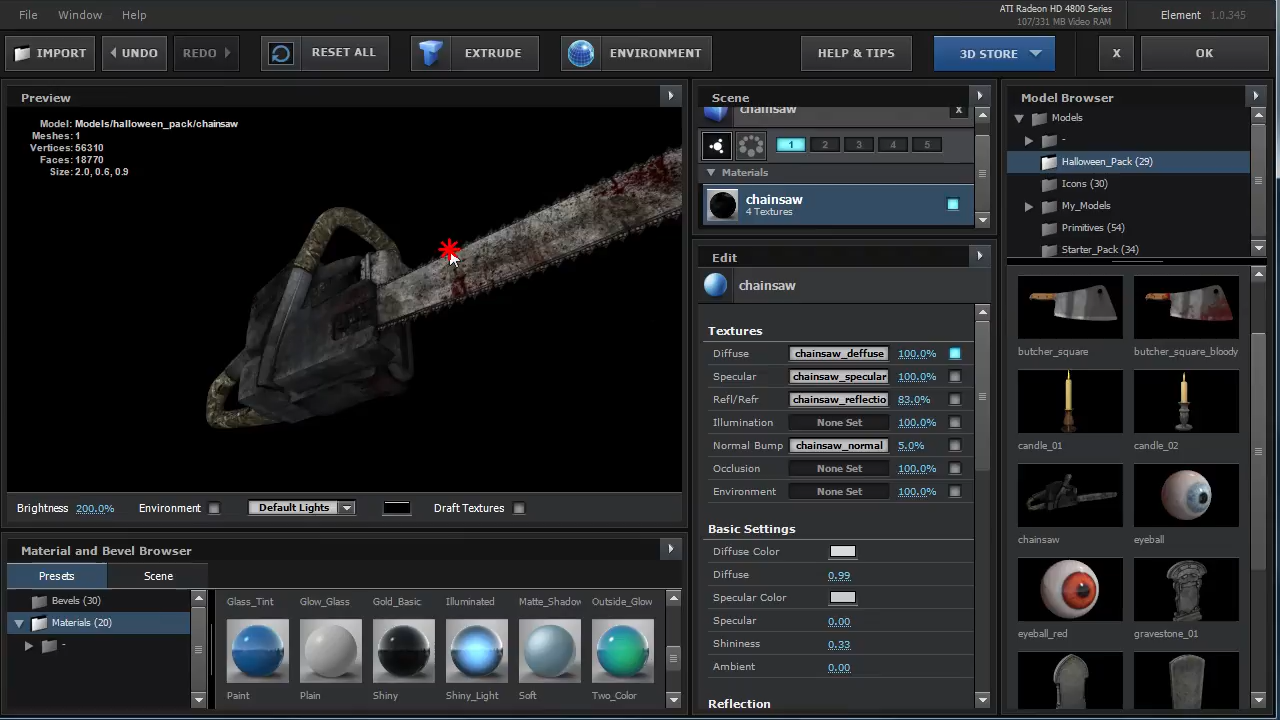 File Window Help
ATI Radeon HD 4800 Series
107/331 MB Video RAM
Element 1.0.345
IMPORT UNDO REDO RESET ALL EXTRUDE ENVIRONMENT HELP & TIPS 3D STORE X OK
Preview
Model: Models/halloween_pack/chainsaw
Meshes: 1
Vertices: 56310
Faces: 18770
Size: 2.0, 0.6, 0.9
Brightness 200.0% Environment Default Lights Draft Textures
Material and Bevel Browser
Presets Scene
Bevels (30)
Materials (20)
-
Glass_Tint Glow_Glass Gold_Basic Illuminated Matte_Shadow Outside_Glow
Paint Plain Shiny Shiny_Light Soft Two_Color
Scene
chainsaw X
1 2 3 4 5
Materials
chainsaw
4 Textures
Edit
chainsaw
Textures
Diffuse chainsaw_deffuse 100.0%
Specular chainsaw_specular 100.0%
Refl/Refr chainsaw_reflectio 83.0%
Illumination None Set 100.0%
Normal Bump chainsaw_normal 5.0%
Occlusion None Set 100.0%
Environment None Set 100.0%
Basic Settings
Diffuse Color
Diffuse 0.99
Specular Color
Specular 0.00
Shininess 0.33
Ambient 0.00
Reflection
Model Browser
Models
-
Halloween_Pack (29)
Icons (30)
My_Models
Primitives (54)
Starter_Pack (34)
butcher_square butcher_square_bloody
candle_01 candle_02
chainsaw eyeball
eyeball_red gravestone_01